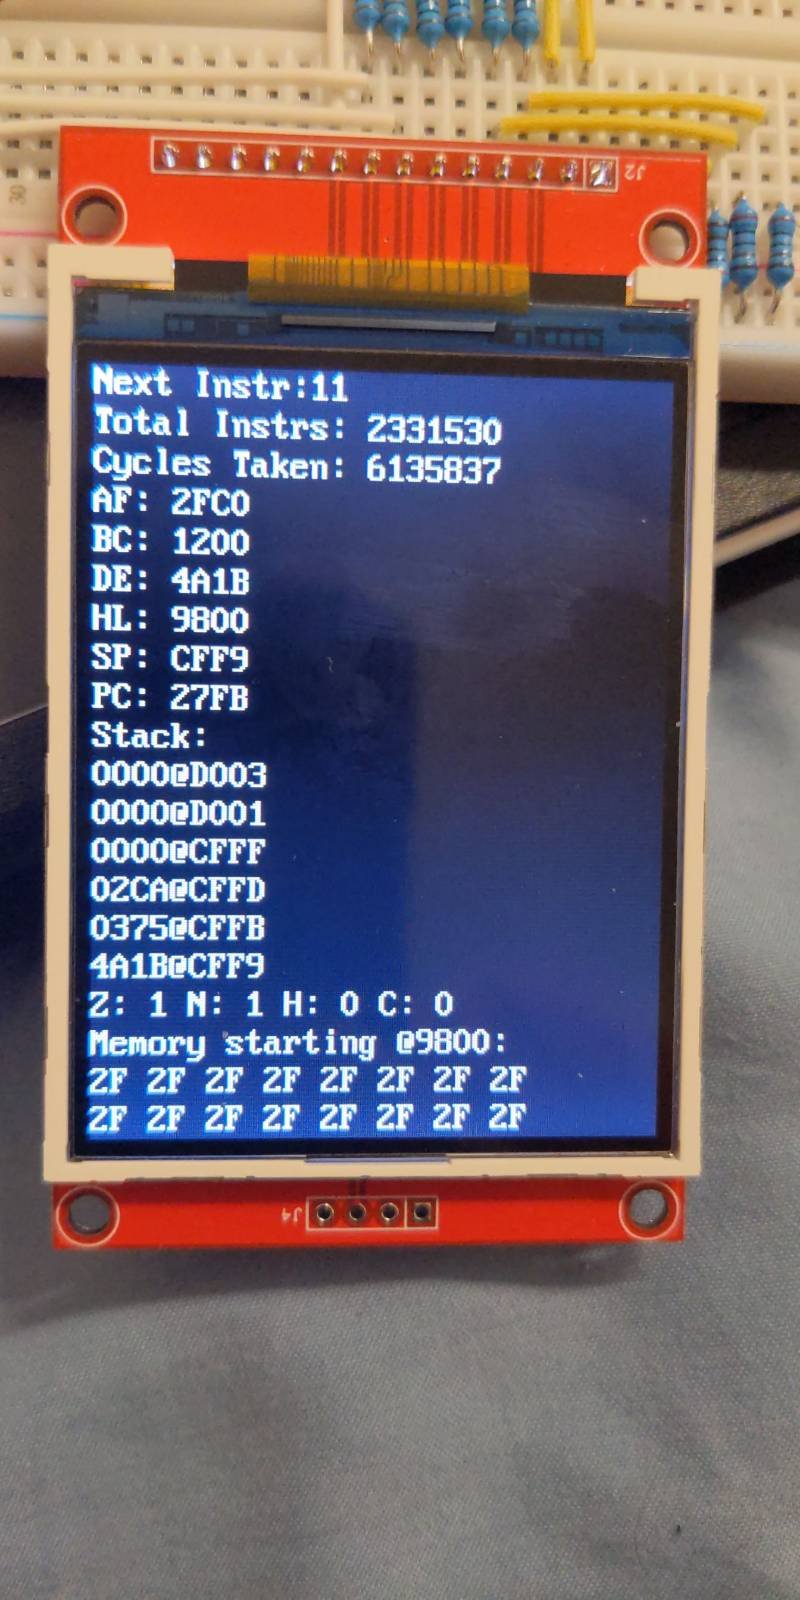 30
J2
Next Instr:11
Total Instrs: 2331530
Cycles Taken: 6135837
AF: 2FC0
BC: 1200
DE: 4A1B
HL: 9800
SP: CFF9
PC: 27FB
Stack:
0000@D003
0000@D001
0000@CFFF
02CA@CFFD
0375@CFFB
4A1B@CFF9
Z: 1 N: 1 H: 0 C: 0
Memory starting @9800:
2F 2F 2F 2F 2F 2F 2F 2F
2F 2F 2F 2F 2F 2F 2F 2F
J4